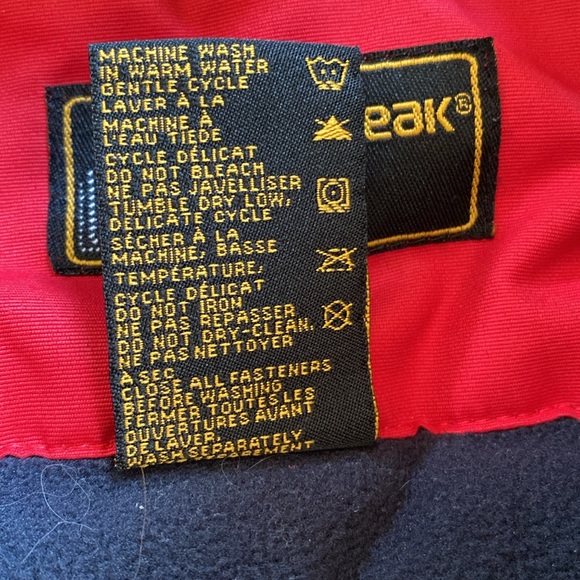 MACHINE WASH
IN WARM WATER
GENTLE CYCLE
LAVER À LA
MACHINE À
L'EAU TIEDE
CYCLE DÉLICAT
DO NOT BLEACH
NE PAS JAVELLISER
TUMBLE DRY LOW,
DELICATE CYCLE
SÉCHER À LA
MACHINE, BASSE
TEMPÉRATURE,
CYCLE DÉLICAT
DO NOT IRON
NE PAS REPASSER
DO NOT DRY-CLEAN.
NE PAS NETTOYER
À SEC
CLOSE ALL FASTENERS
BEFORE WASHING
FERMER TOUTES LES
OUVERTURES AVANT
DE LAVER.
WASH SEPARATELY
eak®